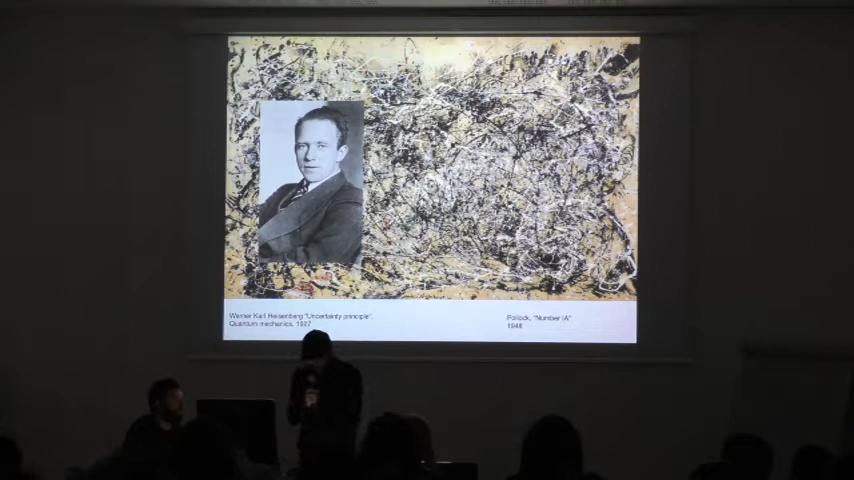 Werner Karl Heisenberg "Uncertainty principle".
Quantum mechanics, 1927
Pollock, "Number IA"
1948